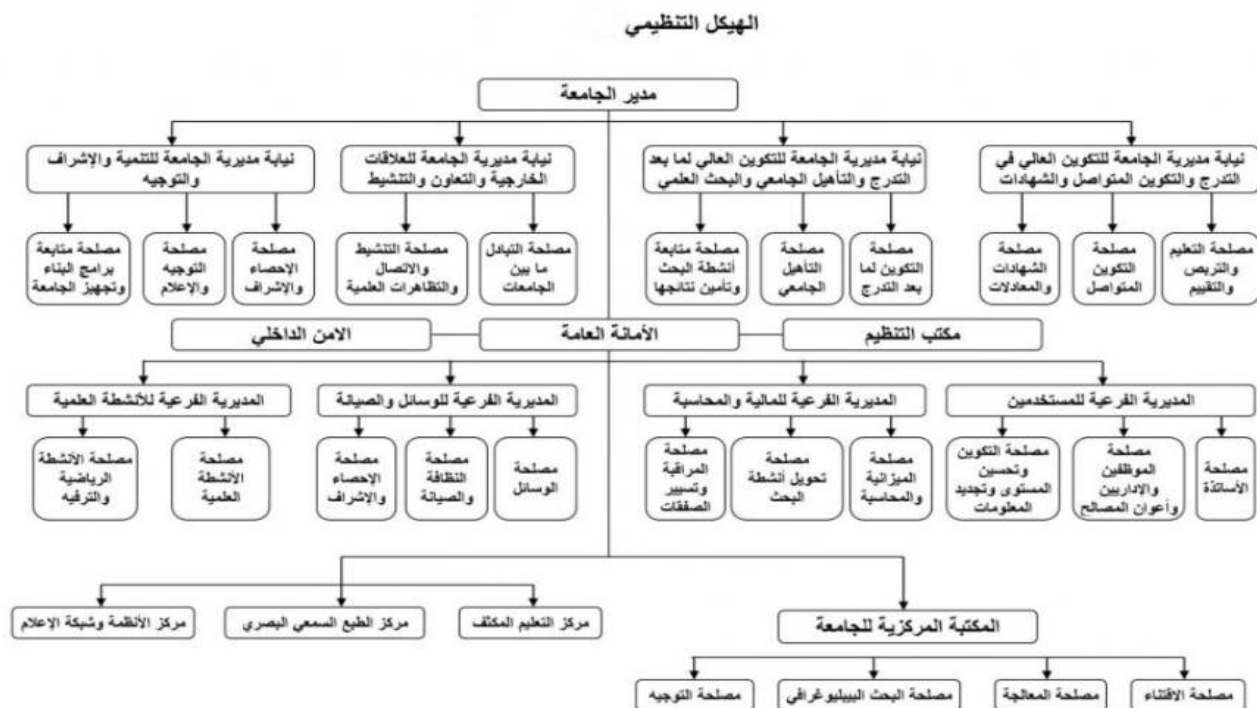 الهيكل التنظيمي
مدير الجامعة
نيابة مديرية الجامعة للتكوين العالي في
التدرج والتكوين المتواصل والشهادات
نيابة مديرية الجامعة للتكوين العالي لما بعد
التدرج والتأهيل الجامعي والبحث العلمي
نيابة مديرية الجامعة للعلاقات
الخارجية والتعاون والتنشيط
نيابة مديرية الجامعة للتنمية والإشراف
والتوجيه
مصلحة التعليم
والتربص
والتقييم
مصلحة
التكوين
المتواصل
مصلحة
الشهادات
والمعادلات
مصلحة
التكوين لما
بعد التدرج
مصلحة
التأهيل
الجامعي
مصلحة متابعة
أنشطة البحث
وتأمين نتائجها
مصلحة التبادل
ما بين
الجامعات
مصلحة التنشيط
والاتصال
والتظاهرات العلمية
مصلحة
الإحصاء
والإشراف
مصلحة
التوجيه
والإعلام
مصلحة متابعة
برامج البناء
وتجهيز الجامعة
مكتب التنظيم
الأمانة العامة
الامن الداخلي
المديرية الفرعية للمستخدمين
المديرية الفرعية للمالية والمحاسبة
المديرية الفرعية للوسائل والصيانة
المديرية الفرعية للأنشطة العلمية
مصلحة
الأساتذة
مصلحة
الموظفين
والإداريين
وأعوان المصالح
مصلحة التكوين
وتحسين
المستوى وتجديد
المعلومات
مصلحة
الميزانية
والمحاسبة
مصلحة
تحويل أنشطة
البحث
مصلحة
المراقبة
وتسيير
الصفقات
مصلحة
الوسائل
مصلحة
النظافة
والصيانة
مصلحة
الإحصاء
والإشراف
مصلحة
الأنشطة
العلمية
مصلحة الأنشطة
الرياضية
والترفيه
المكتبة المركزية للجامعة
مركز التعليم المكثف
مركز الطبع السمعي البصري
مركز الأنظمة وشبكة الإعلام
مصلحة الاقتناء
مصلحة المعالجة
مصلحة البحث البيبليوغرافي
مصلحة التوجيه